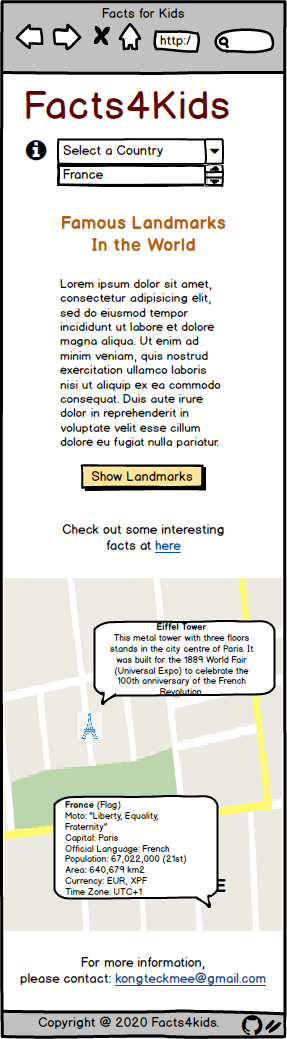 Facts for Kids
http:/
Facts4Kids
Select a Country
France
Famous Landmarks
In the World
Lorem ipsum dolor sit amet,
consectetur adipisicing elit,
sed do eiusmod tempor
incididunt ut labore et dolore
magna aliqua. Ut enim ad
minim veniam, quis nostrud
exercitation ullamco laboris
nisi ut aliquip ex ea commodo
consequat. Duis aute irure
dolor in reprehenderit in
voluptate velit esse cillum
dolore eu fugiat nulla pariatur.
Show Landmarks
Check out some interesting
facts at here
Eiffel Tower
This metal tower with three floors
stands in the city centre of Paris. It
was built for the 1889 World Fair
(Universal Expo) to celebrate the
100th anniversary of the French
Revolution
France (Flag)
Moto: "Liberty, Equality,
Fraternity"
Capital: Paris
Official Language: French
Population: 67,022,000 (21st)
Area: 640,679 km2
Currency: EUR, XPF
Time Zone: UTC+1
E
For more information,
please contact: kongteckmee@gmail.com
Copyright @ 2020 Facts4kids.